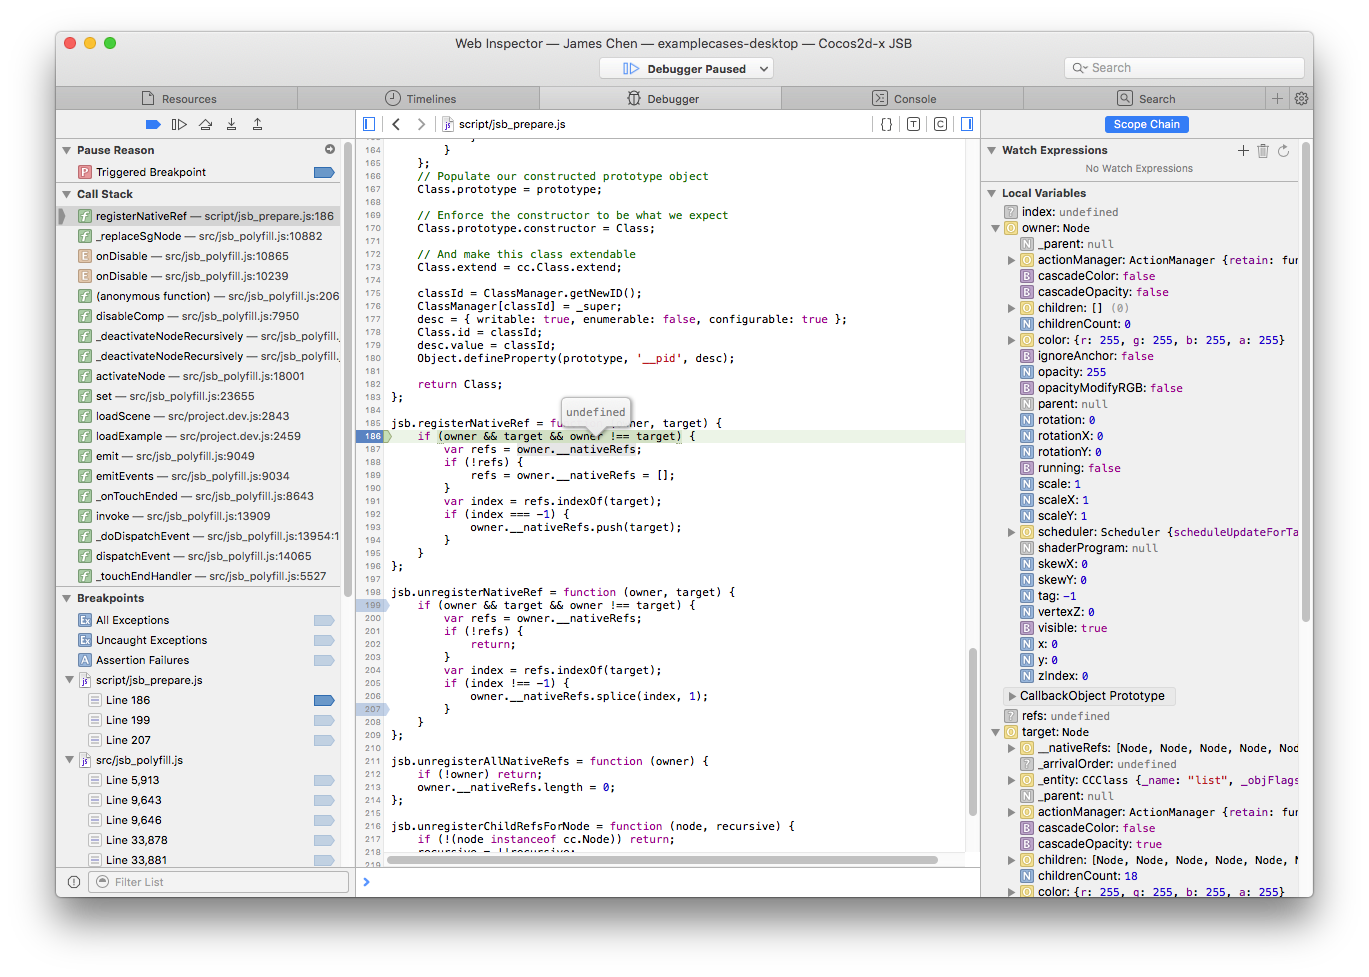 Web Inspector — James Chen — examplecases-desktop — Cocos2d-x JSB
Debugger Paused
Search
Resources
Timelines
Debugger
Console
Search
script/jsb_prepare.js
{} T C
Scope Chain
Pause Reason
P Triggered Breakpoint
Call Stack
f registerNativeRef — script/jsb_prepare.js:186
f _replaceSgNode — src/jsb_polyfill.js:10882
E onDisable — src/jsb_polyfill.js:10865
E onDisable — src/jsb_polyfill.js:10239
f (anonymous function) — src/jsb_polyfill.js:206
f disableComp — src/jsb_polyfill.js:7950
f _deactivateNodeRecursively — src/jsb_polyfill.
f _deactivateNodeRecursively — src/jsb_polyfill.
f activateNode — src/jsb_polyfill.js:18001
f set — src/jsb_polyfill.js:23655
f loadScene — src/project.dev.js:2843
f loadExample — src/project.dev.js:2459
f emit — src/jsb_polyfill.js:9049
f emitEvents — src/jsb_polyfill.js:9034
f _onTouchEnded — src/jsb_polyfill.js:8643
f invoke — src/jsb_polyfill.js:13909
f _doDispatchEvent — src/jsb_polyfill.js:13954:1
f dispatchEvent — src/jsb_polyfill.js:14065
f _touchEndHandler — src/jsb_polyfill.js:5527
Breakpoints
Ex All Exceptions
Ex Uncaught Exceptions
A Assertion Failures
script/jsb_prepare.js
Line 186
Line 199
Line 207
src/jsb_polyfill.js
Line 5,913
Line 9,643
Line 9,646
Line 33,878
Line 33,881
Filter List
164 }
165 };
166 // Populate our constructed prototype object
167 Class.prototype = prototype;
168
169 // Enforce the constructor to be what we expect
170 Class.prototype.constructor = Class;
171
172 // And make this class extendable
173 Class.extend = cc.Class.extend;
174
175 classId = ClassManager.getNewID();
176 ClassManager[classId] = _super;
177 desc = { writable: true, enumerable: false, configurable: true };
178 Class.id = classId;
179 desc.value = classId;
180 Object.defineProperty(prototype, '__pid', desc);
181
182 return Class;
183 };
184
undefined
185 jsb.registerNativeRef = fu er, target) {
186 if (owner && target && owner !== target) {
187 var refs = owner.__nativeRefs;
188 if (!refs) {
189 refs = owner.__nativeRefs = [];
190 }
191 var index = refs.indexOf(target);
192 if (index === -1) {
193 owner.__nativeRefs.push(target);
194 }
195 }
196 };
197
198 jsb.unregisterNativeRef = function (owner, target) {
199 if (owner && target && owner !== target) {
200 var refs = owner.__nativeRefs;
201 if (!refs) {
202 return;
203 }
204 var index = refs.indexOf(target);
205 if (index !== -1) {
206 owner.__nativeRefs.splice(index, 1);
207 }
208 }
209 };
210
211 jsb.unregisterAllNativeRefs = function (owner) {
212 if (!owner) return;
213 owner.__nativeRefs.length = 0;
214 };
215
216 jsb.unregisterChildRefsForNode = function (node, recursive) {
217 if (!(node instanceof cc.Node)) return;
218 recursive = !!recursive;
219
Watch Expressions
No Watch Expressions
Local Variables
? index: undefined
O owner: Node
N _parent: null
O actionManager: ActionManager {retain: fur
B cascadeColor: false
B cascadeOpacity: false
O children: [] (0)
N childrenCount: 0
O color: {r: 255, g: 255, b: 255, a: 255}
B ignoreAnchor: false
N opacity: 255
B opacityModifyRGB: false
N parent: null
N rotation: 0
N rotationX: 0
N rotationY: 0
B running: false
N scale: 1
N scaleX: 1
N scaleY: 1
O scheduler: Scheduler {scheduleUpdateForTa
N shaderProgram: null
N skewX: 0
N skewY: 0
N tag: -1
N vertexZ: 0
B visible: true
N x: 0
N y: 0
N zIndex: 0
CallbackObject Prototype
? refs: undefined
O target: Node
O __nativeRefs: [Node, Node, Node, Node, Nod
? _arrivalOrder: undefined
O _entity: CCClass {_name: "list", _objFlags
N _parent: null
O actionManager: ActionManager {retain: fur
B cascadeColor: false
B cascadeOpacity: true
O children: [Node, Node, Node, Node, Node, N
N childrenCount: 18
O color: {r: 255, g: 255, b: 255, a: 255}